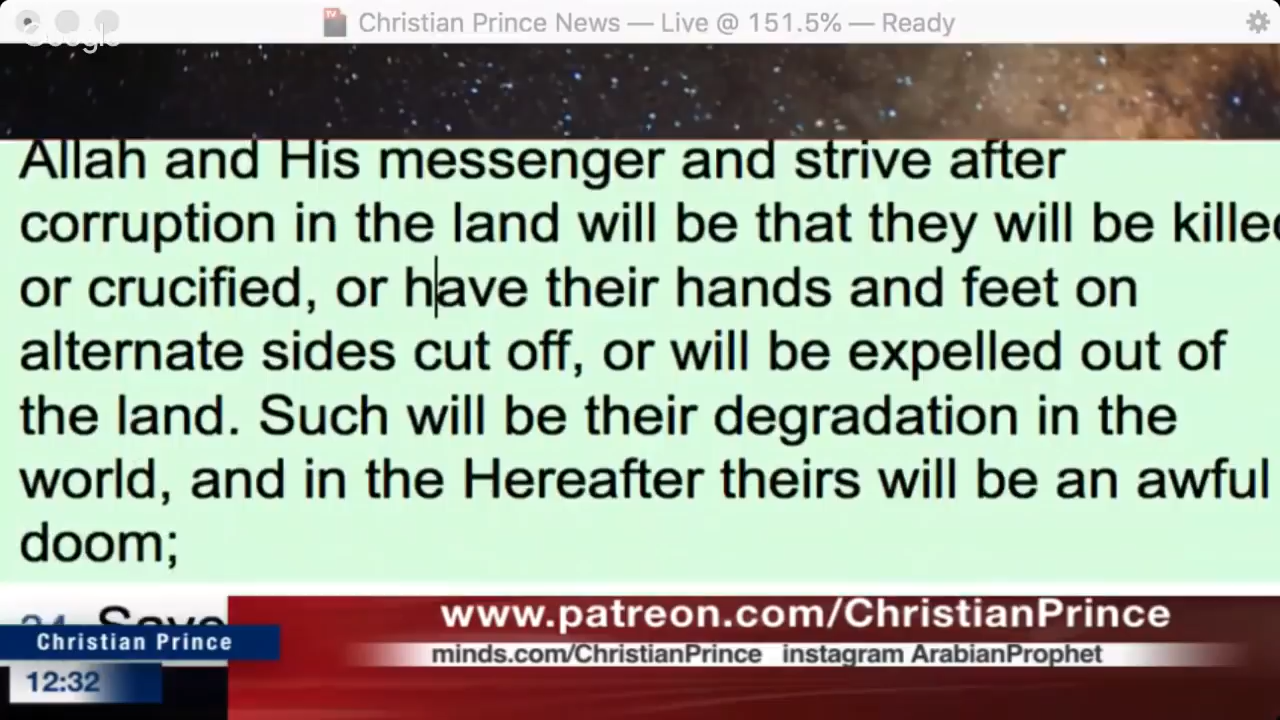 Christian Prince News — Live @ 151.5% — Ready
Google
Allah and His messenger and strive after
corruption in the land will be that they will be killed
or crucified, or have their hands and feet on
alternate sides cut off, or will be expelled out of
the land. Such will be their degradation in the
world, and in the Hereafter theirs will be an awful
doom;
34. Save
www.patreon.com/ChristianPrince
Christian Prince
minds.com/ChristianPrince instagram ArabianProphet
12:32